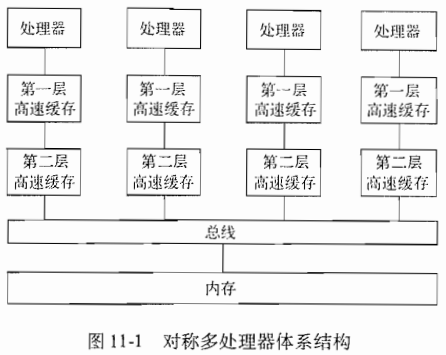 处理器 处理器 处理器 处理器
第一层 第一层 第一层 第一层
高速缓存 高速缓存 高速缓存 高速缓存
第二层 第二层 第二层 第二层
高速缓存 高速缓存 高速缓存 高速缓存
总线
内存
图 11-1 对称多处理器体系结构